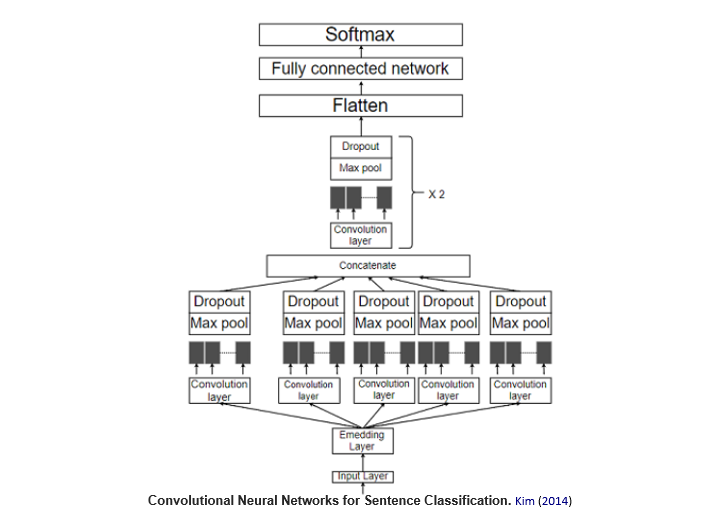 Softmax
Fully connected network
Flatten
Dropout
Max pool
X 2
Convolution
layer
Concatenate
Dropout Dropout Dropout Dropout Dropout
Max pool Max pool Max pool Max pool Max pool
Convolution Convolution Convolution Convolution Convolution
layer layer layer layer layer
Emedding
Layer
Input Layer
Convolutional Neural Networks for Sentence Classification. Kim (2014)